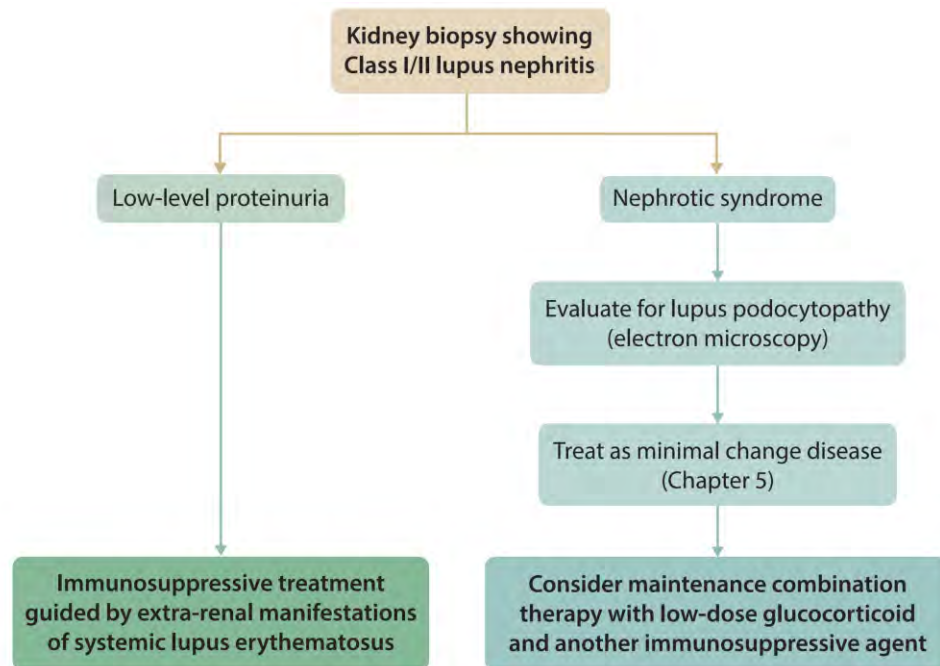 Kidney biopsy showing
Class I/II lupus nephritis
Low-level proteinuria
Nephrotic syndrome
Evaluate for lupus podocytopathy
(electron microscopy)
Treat as minimal change disease
(Chapter 5)
Immunosuppressive treatment
guided by extra-renal manifestations
of systemic lupus erythematosus
Consider maintenance combination
therapy with low-dose glucocorticoid
and another immunosuppressive agent